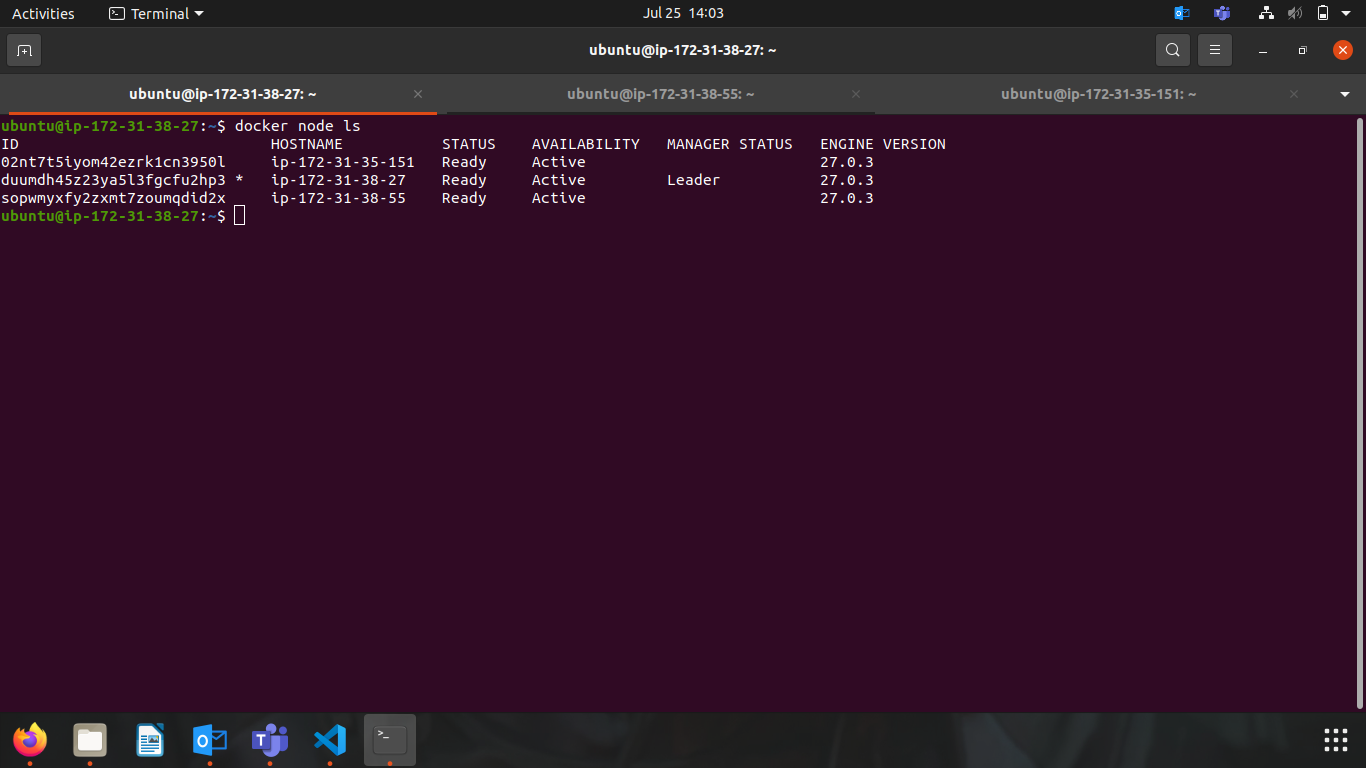 Activities Terminal Jul 25 14:03
ubuntu@ip-172-31-38-27: ~
ubuntu@ip-172-31-38-27: ~ ubuntu@ip-172-31-38-55: ~ ubuntu@ip-172-31-35-151: ~
ubuntu@ip-172-31-38-27:~$ docker node ls
ID HOSTNAME STATUS AVAILABILITY MANAGER STATUS ENGINE VERSION
02nt7t5iyom42ezrk1cn3950l ip-172-31-35-151 Ready Active 27.0.3
duumdh45z23ya5l3fgcfu2hp3 * ip-172-31-38-27 Ready Active Leader 27.0.3
sopwmyxfy2zxmt7zoumqdid2x ip-172-31-38-55 Ready Active 27.0.3
ubuntu@ip-172-31-38-27:~$